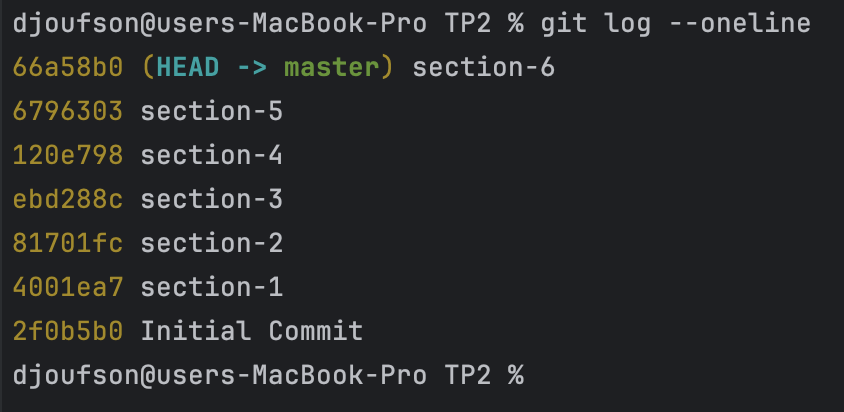 djoufson@users-MacBook-Pro TP2 % git log --oneline
66a58b0 (HEAD -> master) section-6
6796303 section-5
120e798 section-4
ebd288c section-3
81701fc section-2
4001ea7 section-1
2f0b5b0 Initial Commit
djoufson@users-MacBook-Pro TP2 %